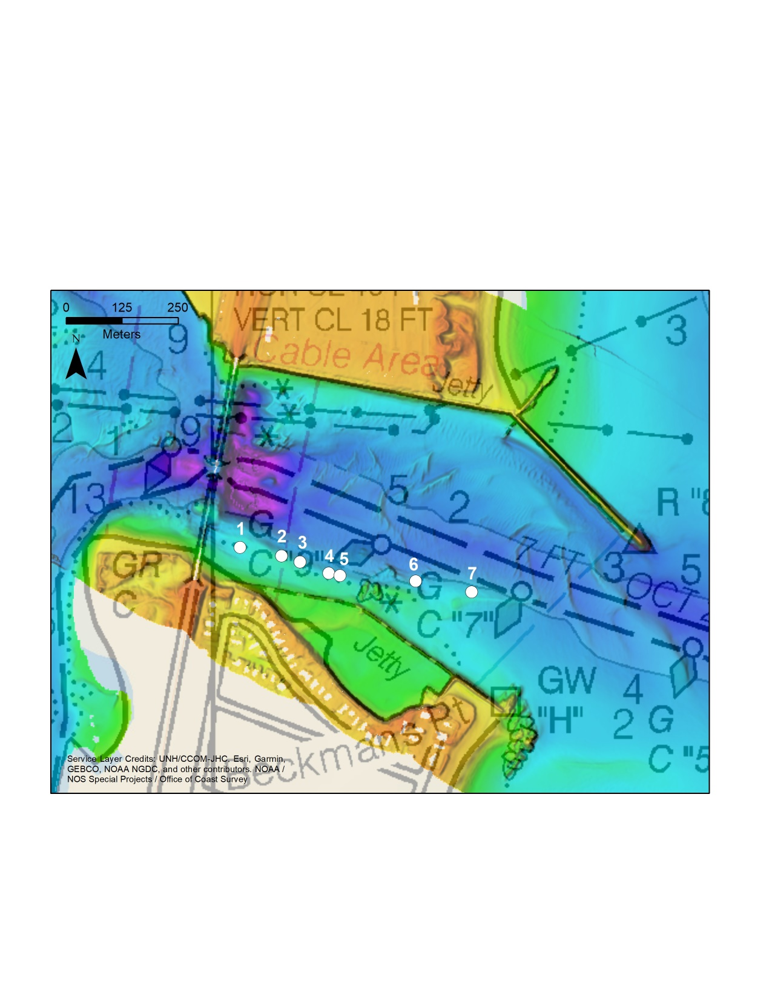 0 125 250
Meters
N
VERT CL 18 FT
Cable Area
Jetty
9
4
3
2
1
9
13
5
2
R "8
G
1
2
3
4
5
6
7
C "9"
7 FT
3
5
OCT
GR
C
G
C "7"
Jetty
GW
"H"
4
2
G
C "5
Beckmans Pt
Service Layer Credits: UNH/CCOM-JHC. Esri, Garmin,
GEBCO, NOAA NGDC, and other contributors. NOAA /
NOS Special Projects / Office of Coast Survey